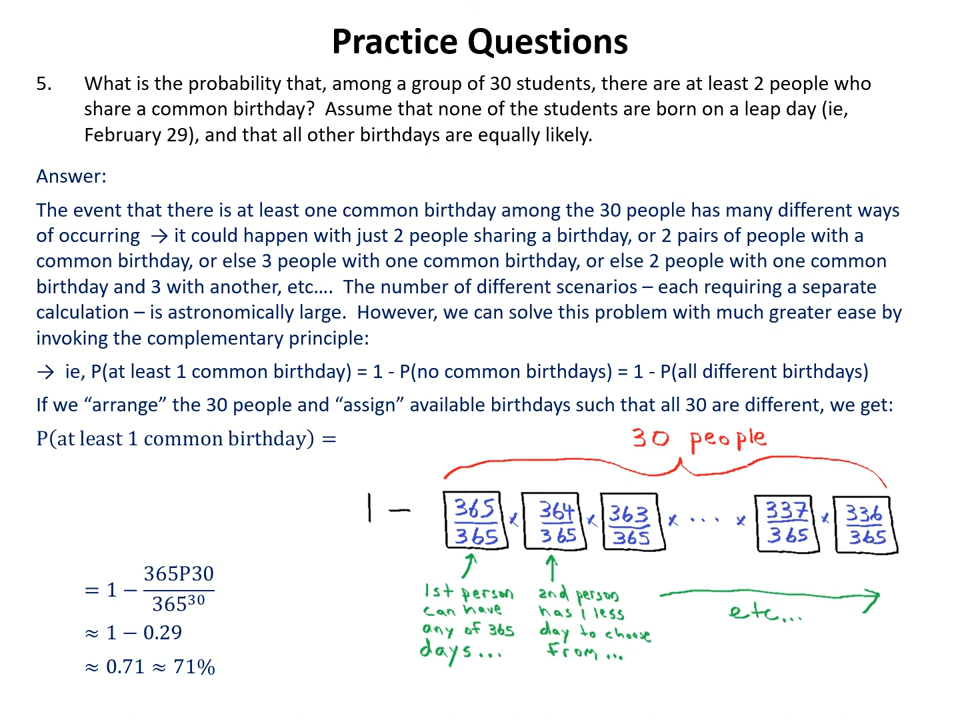 Practice Questions
5. What is the probability that, among a group of 30 students, there are at least 2 people who
share a common birthday? Assume that none of the students are born on a leap day (ie,
February 29), and that all other birthdays are equally likely.
Answer:
The event that there is at least one common birthday among the 30 people has many different ways
of occurring → it could happen with just 2 people sharing a birthday, or 2 pairs of people with a
common birthday, or else 3 people with one common birthday, or else 2 people with one common
birthday and 3 with another, etc…. The number of different scenarios – each requiring a separate
calculation – is astronomically large. However, we can solve this problem with much greater ease by
invoking the complementary principle:
→ ie, P(at least 1 common birthday) = 1 - P(no common birthdays) = 1 - P(all different birthdays)
If we “arrange” the 30 people and “assign” available birthdays such that all 30 are different, we get:
P(at least 1 common birthday) =
30 people
1 - 365/365 × 364/365 × 363/365 × ... × 337/365 × 336/365
1st person
can have
any of 365
days...
2nd person
has 1 less
day to choose
from...
etc...
= 1 − 365P30/365³⁰
≈ 1 − 0.29
≈ 0.71 ≈ 71%